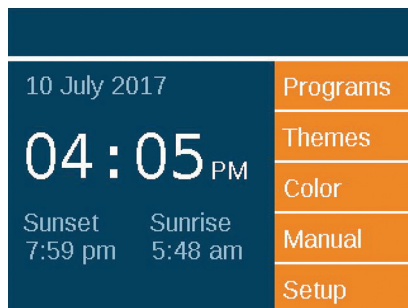 10 July 2017
04:05 PM
Sunset Sunrise
7:59 pm 5:48 am
Programs
Themes
Color
Manual
Setup